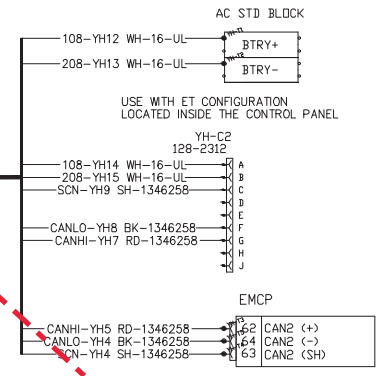 AC STD BLOCK
108-YH12 WH-16-UL
BTRY+
208-YH13 WH-16-UL
BTRY-
USE WITH ET CONFIGURATION
LOCATED INSIDE THE CONTROL PANEL
YH-C2
128-2312
108-YH14 WH-16-UL A
208-YH15 WH-16-UL B
SCN-YH9 SH-1346258 C
D
E
CANLO-YH8 BK-1346258 F
CANHI-YH7 RD-1346258 G
H
J
EMCP
CANHI-YH5 RD-1346258 62 CAN2 (+)
CANLO-YH4 BK-1346258 64 CAN2 (-)
SCN-YH4 SH-1346258 63 CAN2 (SH)